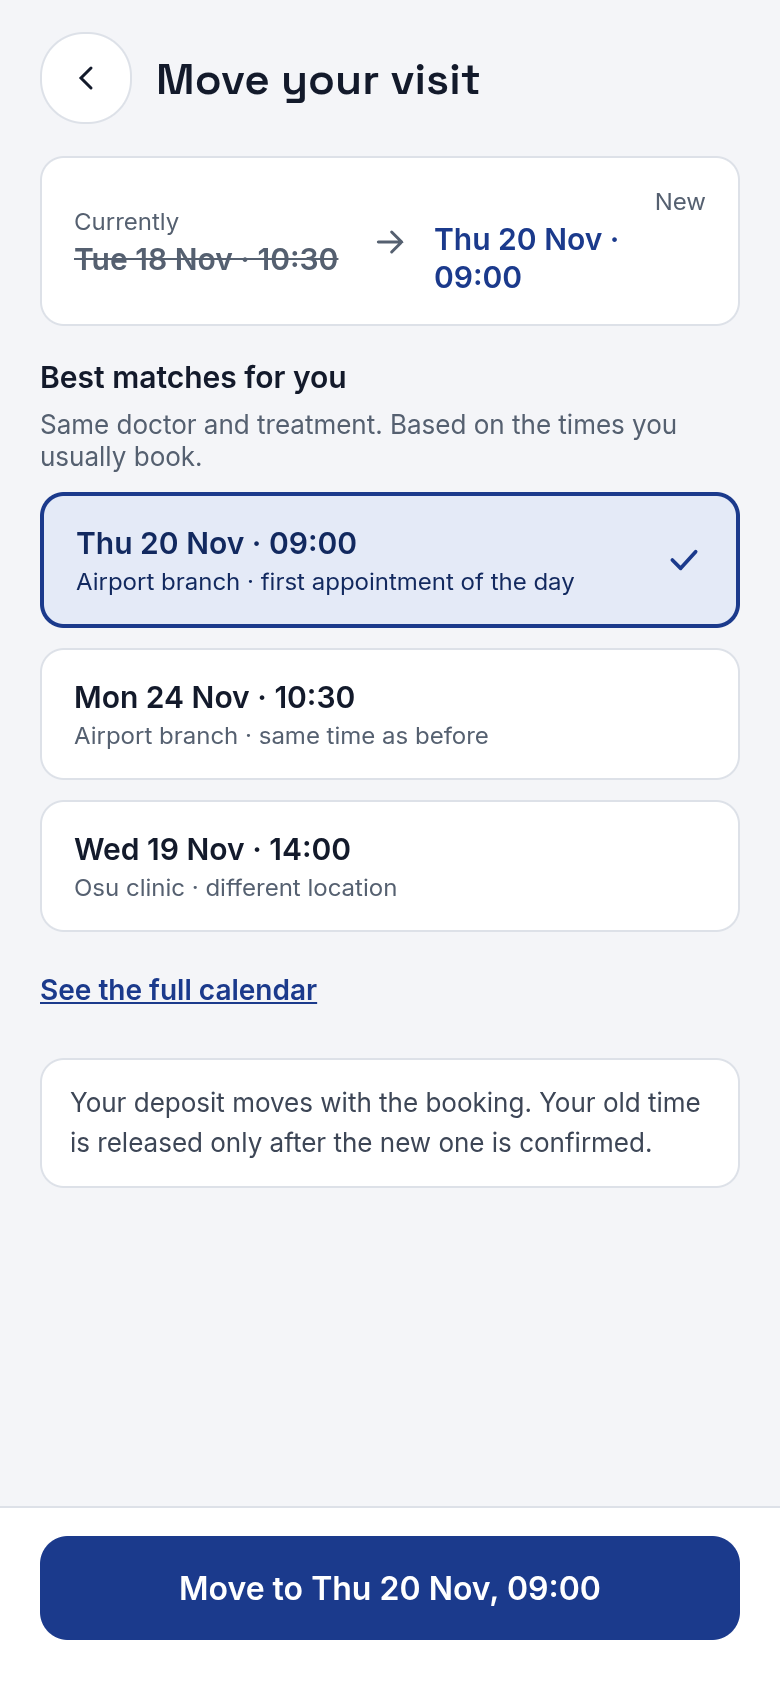 Move your visit
Currently
Tue 18 Nov · 10:30
New
Thu 20 Nov ·
09:00
Best matches for you
Same doctor and treatment. Based on the times you
usually book.
Thu 20 Nov · 09:00
Airport branch · first appointment of the day
Mon 24 Nov · 10:30
Airport branch · same time as before
Wed 19 Nov · 14:00
Osu clinic · different location
See the full calendar
Your deposit moves with the booking. Your old time
is released only after the new one is confirmed.
Move to Thu 20 Nov, 09:00